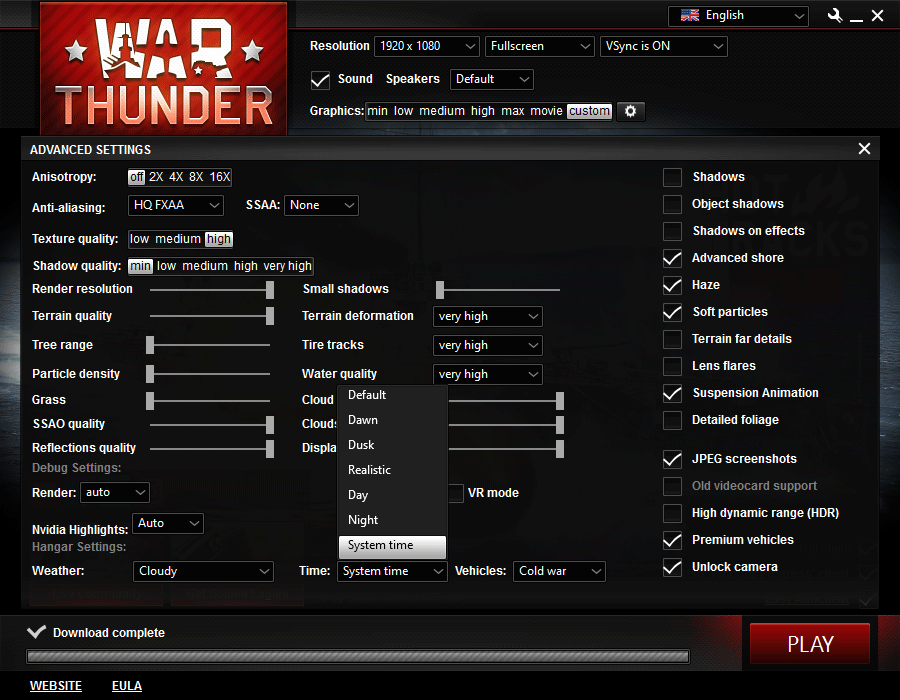 English
WAR
THUNDER
Resolution 1920 x 1080 Fullscreen VSync is ON
Sound Speakers Default
Graphics: min low medium high max movie custom
ADVANCED SETTINGS
Anisotropy: off 2X 4X 8X 16X
Anti-aliasing: HQ FXAA SSAA: None
Texture quality: low medium high
Shadow quality: min low medium high very high
Render resolution Small shadows
Terrain quality Terrain deformation very high
Tree range Tire tracks very high
Particle density Water quality very high
Grass Cloud
SSAO quality Clouds
Reflections quality Displa
Debug Settings:
Render: auto VR mode
Nvidia Highlights: Auto
Hangar Settings:
Weather: Cloudy Time: System time Vehicles: Cold war
Default
Dawn
Dusk
Realistic
Day
Night
System time
Shadows
Object shadows
Shadows on effects
Advanced shore
Haze
Soft particles
Terrain far details
Lens flares
Suspension Animation
Detailed foliage
JPEG screenshots
Old videocard support
High dynamic range (HDR)
Premium vehicles
Unlock camera
Download complete
PLAY
WEBSITE EULA